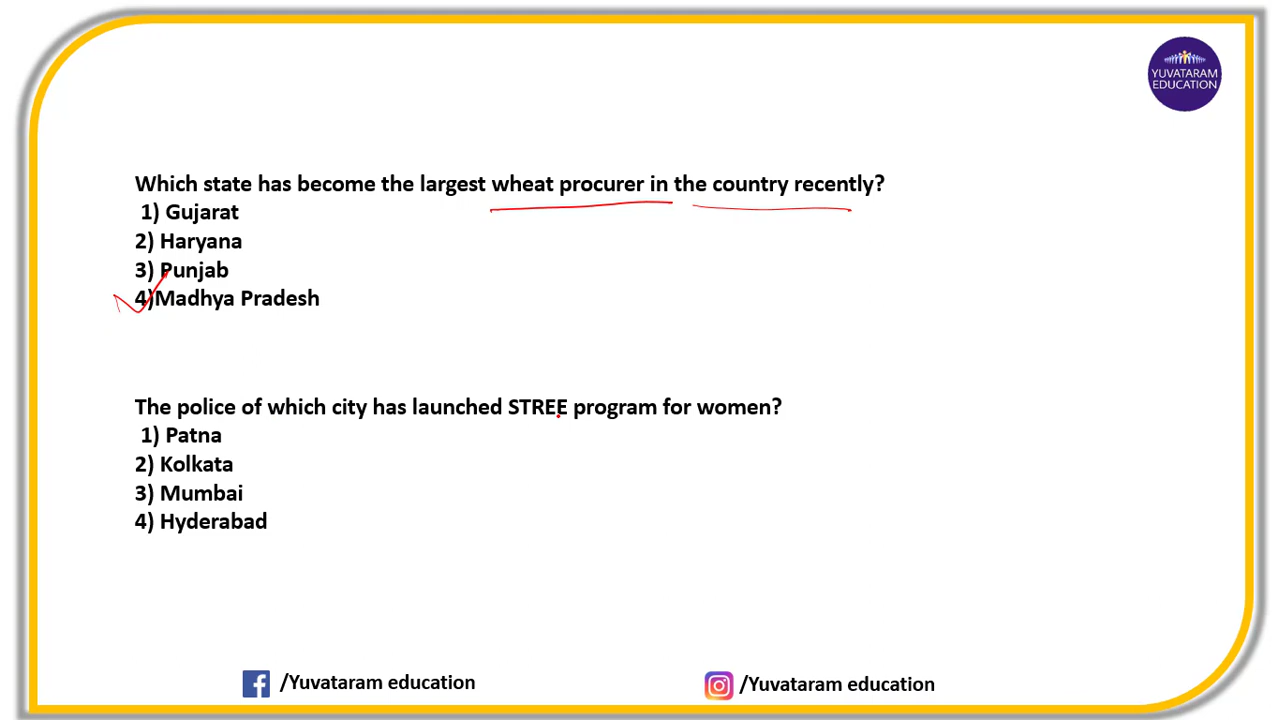 YUVATARAM
EDUCATION
Which state has become the largest wheat procurer in the country recently?
1) Gujarat
2) Haryana
3) Punjab
4)Madhya Pradesh
The police of which city has launched STREE program for women?
1) Patna
2) Kolkata
3) Mumbai
4) Hyderabad
/Yuvataram education
/Yuvataram education